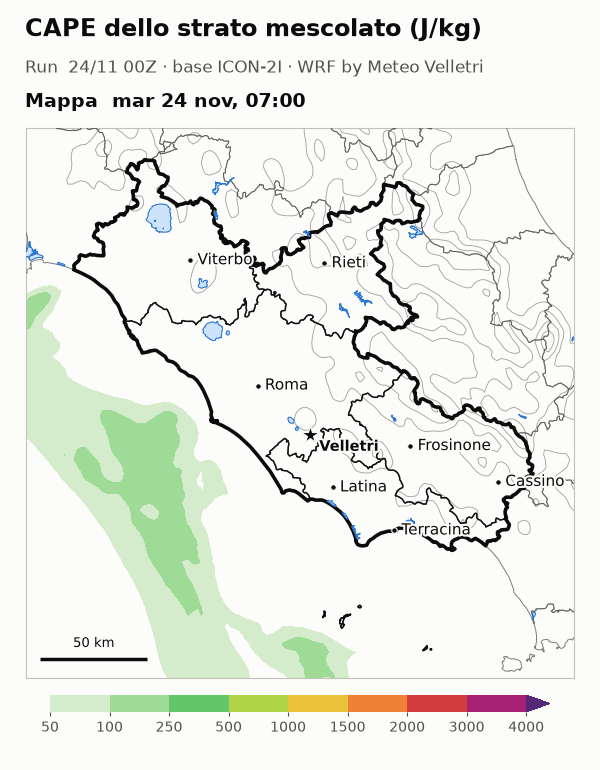 CAPE dello strato mescolato (J/kg)
Run  24/11 00Z · base ICON-2I · WRF by Meteo Velletri
Mappa  mar 24 nov, 07:00
Viterbo
Rieti
Roma
Velletri
Frosinone
Latina
Cassino
Terracina
50 km
50 100 250 500 1000 1500 2000 3000 4000